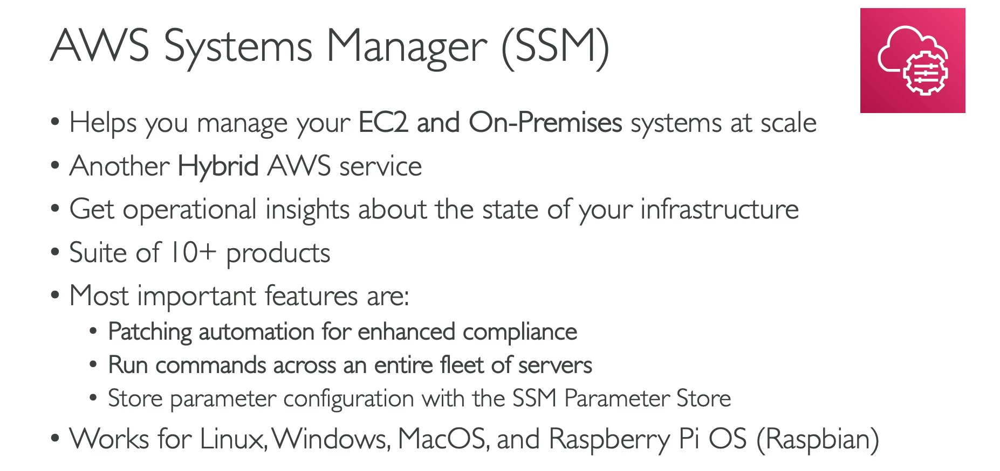 AWS Systems Manager (SSM)
• Helps you manage your EC2 and On-Premises systems at scale
• Another Hybrid AWS service
• Get operational insights about the state of your infrastructure
• Suite of 10+ products
• Most important features are:
• Patching automation for enhanced compliance
• Run commands across an entire fleet of servers
• Store parameter configuration with the SSM Parameter Store
• Works for Linux, Windows, MacOS, and Raspberry Pi OS (Raspbian)